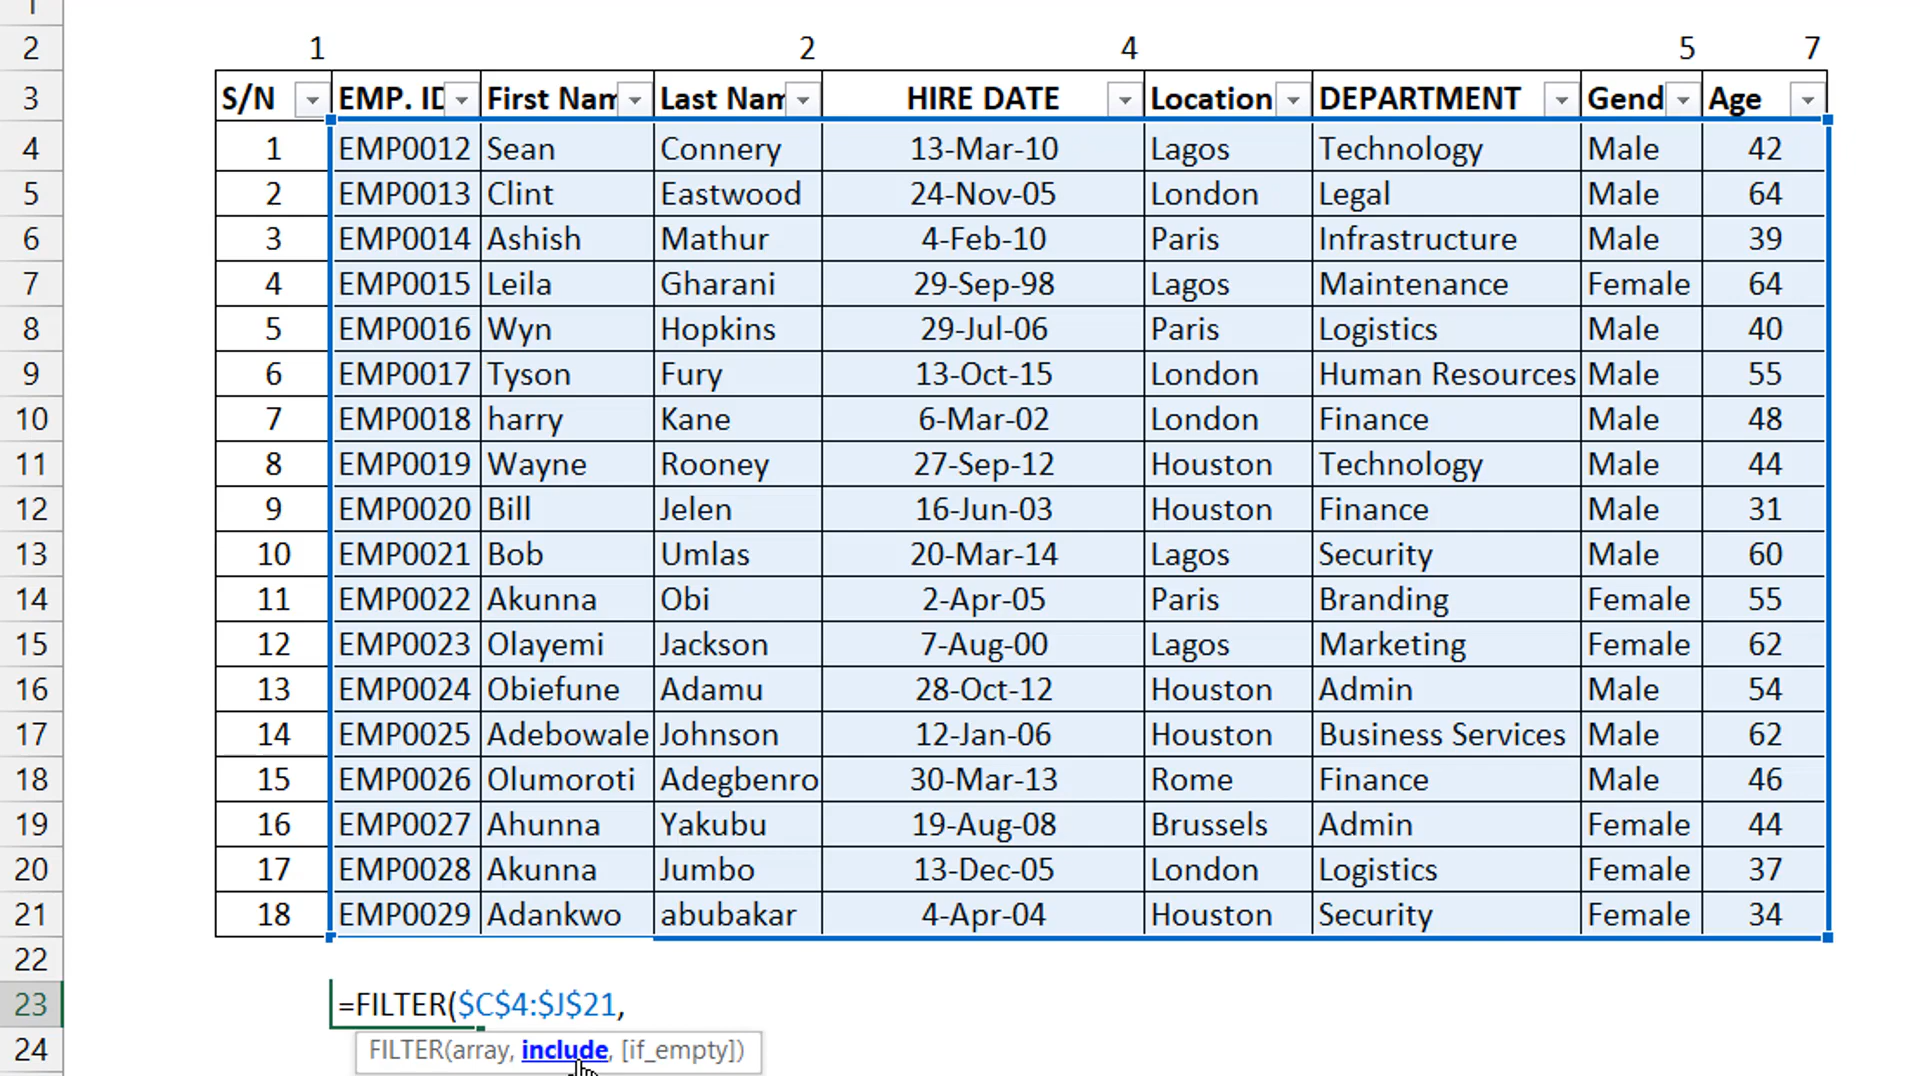 1
2 1 2 4 5 7
3 S/N EMP. ID First Nam Last Nam HIRE DATE Location DEPARTMENT Gend Age
4 1 EMP0012 Sean Connery 13-Mar-10 Lagos Technology Male 42
5 2 EMP0013 Clint Eastwood 24-Nov-05 London Legal Male 64
6 3 EMP0014 Ashish Mathur 4-Feb-10 Paris Infrastructure Male 39
7 4 EMP0015 Leila Gharani 29-Sep-98 Lagos Maintenance Female 64
8 5 EMP0016 Wyn Hopkins 29-Jul-06 Paris Logistics Male 40
9 6 EMP0017 Tyson Fury 13-Oct-15 London Human Resources Male 55
10 7 EMP0018 harry Kane 6-Mar-02 London Finance Male 48
11 8 EMP0019 Wayne Rooney 27-Sep-12 Houston Technology Male 44
12 9 EMP0020 Bill Jelen 16-Jun-03 Houston Finance Male 31
13 10 EMP0021 Bob Umlas 20-Mar-14 Lagos Security Male 60
14 11 EMP0022 Akunna Obi 2-Apr-05 Paris Branding Female 55
15 12 EMP0023 Olayemi Jackson 7-Aug-00 Lagos Marketing Female 62
16 13 EMP0024 Obiefune Adamu 28-Oct-12 Houston Admin Male 54
17 14 EMP0025 Adebowale Johnson 12-Jan-06 Houston Business Services Male 62
18 15 EMP0026 Olumoroti Adegbenro 30-Mar-13 Rome Finance Male 46
19 16 EMP0027 Ahunna Yakubu 19-Aug-08 Brussels Admin Female 44
20 17 EMP0028 Akunna Jumbo 13-Dec-05 London Logistics Female 37
21 18 EMP0029 Adankwo abubakar 4-Apr-04 Houston Security Female 34
22
23 =FILTER($C$4:$J$21,
24 FILTER(array, include, [if_empty])